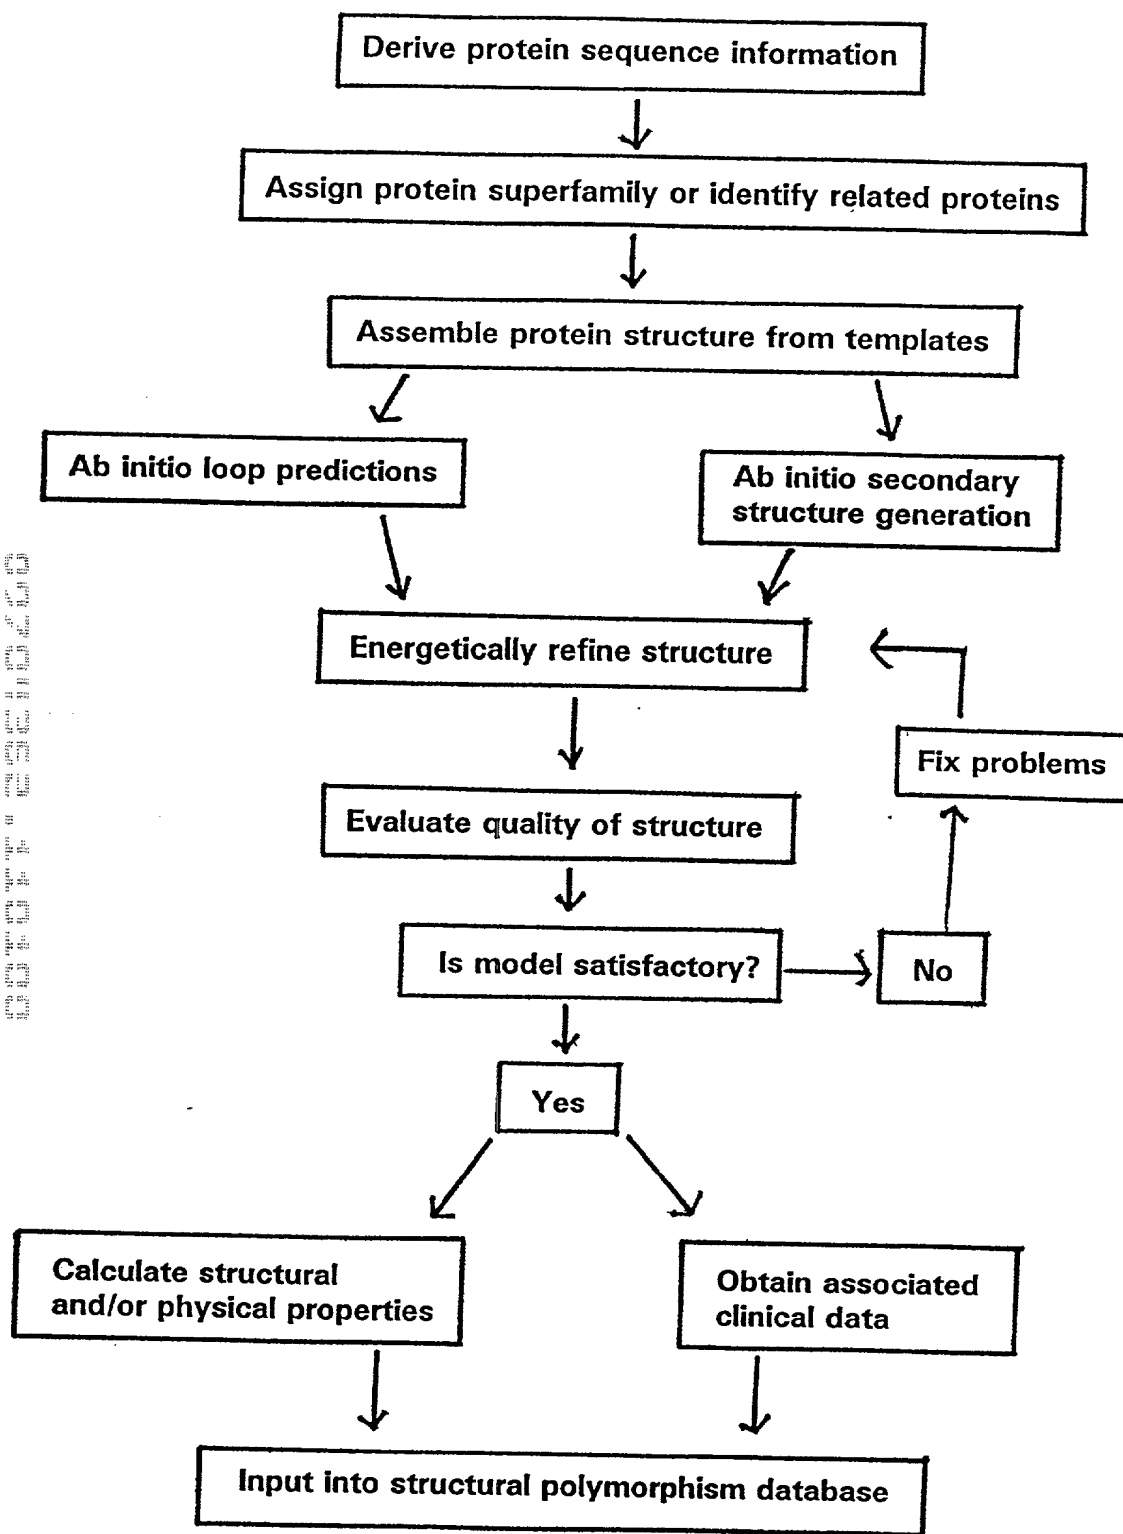 Derive protein sequence information
Assign protein superfamily or identify related proteins
Assemble protein structure from templates
Ab initio loop predictions
Ab initio secondary
structure generation
Energetically refine structure
Fix problems
Evaluate quality of structure
Is model satisfactory?
No
Yes
Calculate structural
and/or physical properties
Obtain associated
clinical data
Input into structural polymorphism database